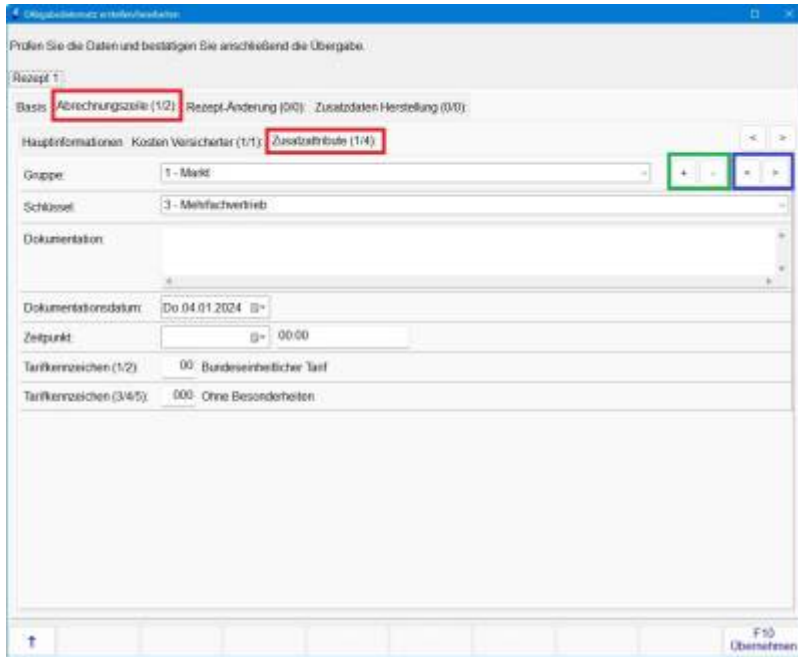 Abgabedatensatz erstellen/bearbeiten
Prüfen Sie die Daten und bestätigen Sie anschließend die Übergabe.
Rezept 1
Basis Abrechnungszeile (1/2) Rezept-Änderung (0/0): Zusatzdaten Herstellung (0/0):
Hauptinformationen Kosten Versicherter (1/1): Zusatzattribute (1/4): < >
Gruppe: 1 - Markt + - < >
Schlüssel: 3 - Mehrfachvertrieb
Dokumentation:
Dokumentationsdatum: Do.04.01.2024
Zeitpunkt: 00:00
Tarifkennzeichen (1/2): 00 Bundeseinheitlicher Tarif
Tarifkennzeichen (3/4/5): 000 Ohne Besonderheiten
F10
Übernehmen